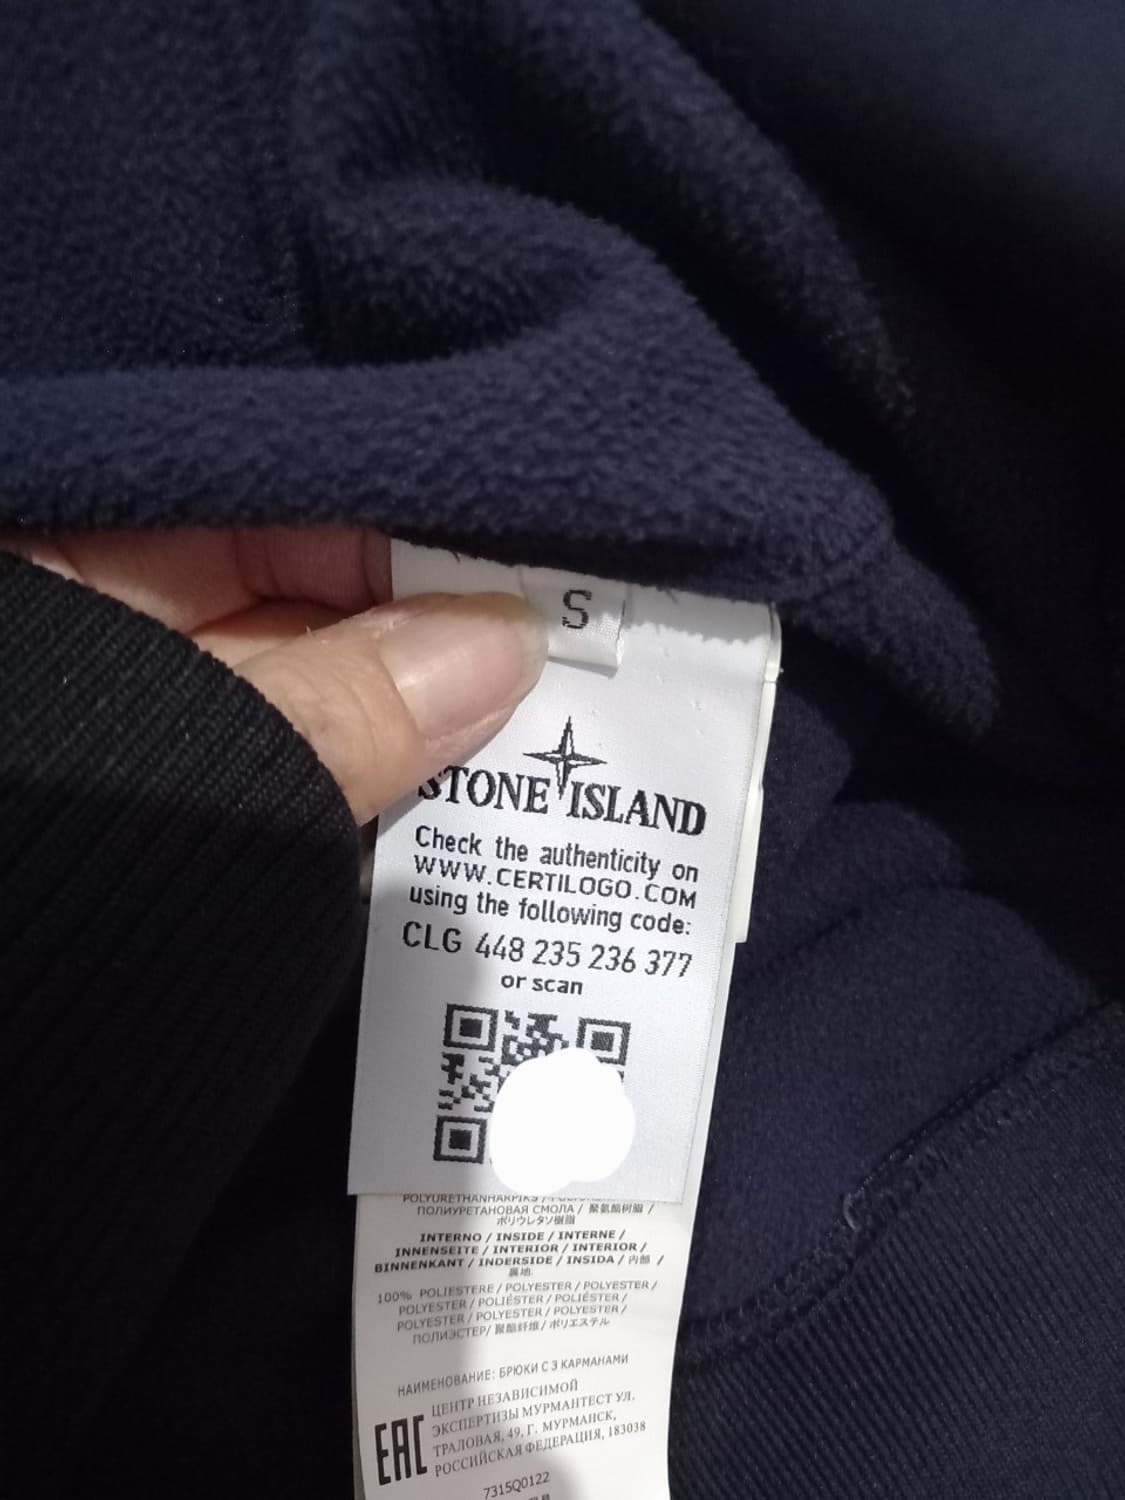 S
STONE ISLAND
Check the authenticity on
WWW.CERTILOGO.COM
using the following code:
CLG 448 235 236 377
or scan
ПОЛИУРЕТАНОВАЯ СМОЛА / 聚氨酯树脂 /
ポリウレタン樹脂
INTERNO / INSIDE / INTERNE /
INNENSEITE / INTERIOR / INTERIOR /
BINNENKANT / INDERSIDE / INSIDA / 内部 /
裏地
100% POLIESTERE / POLYESTER / POLYESTER /
POLYESTER / POLIÉSTER / POLIÉSTER /
POLYESTER / POLYESTER / POLYESTER /
ПОЛИЭСТЕР/ 聚酯纤维/ ポリエステル
НАИМЕНОВАНИЕ: БРЮКИ С 3 КАРМАНАМИ
EAC
ЦЕНТР НЕЗАВИСИМОЙ
ЭКСПЕРТИЗЫ МУРМАНТЕСТ УЛ.
ТРАЛОВАЯ, 49, Г. МУРМАНСК,
РОССИЙСКАЯ ФЕДЕРАЦИЯ, 183038
7315Q0122